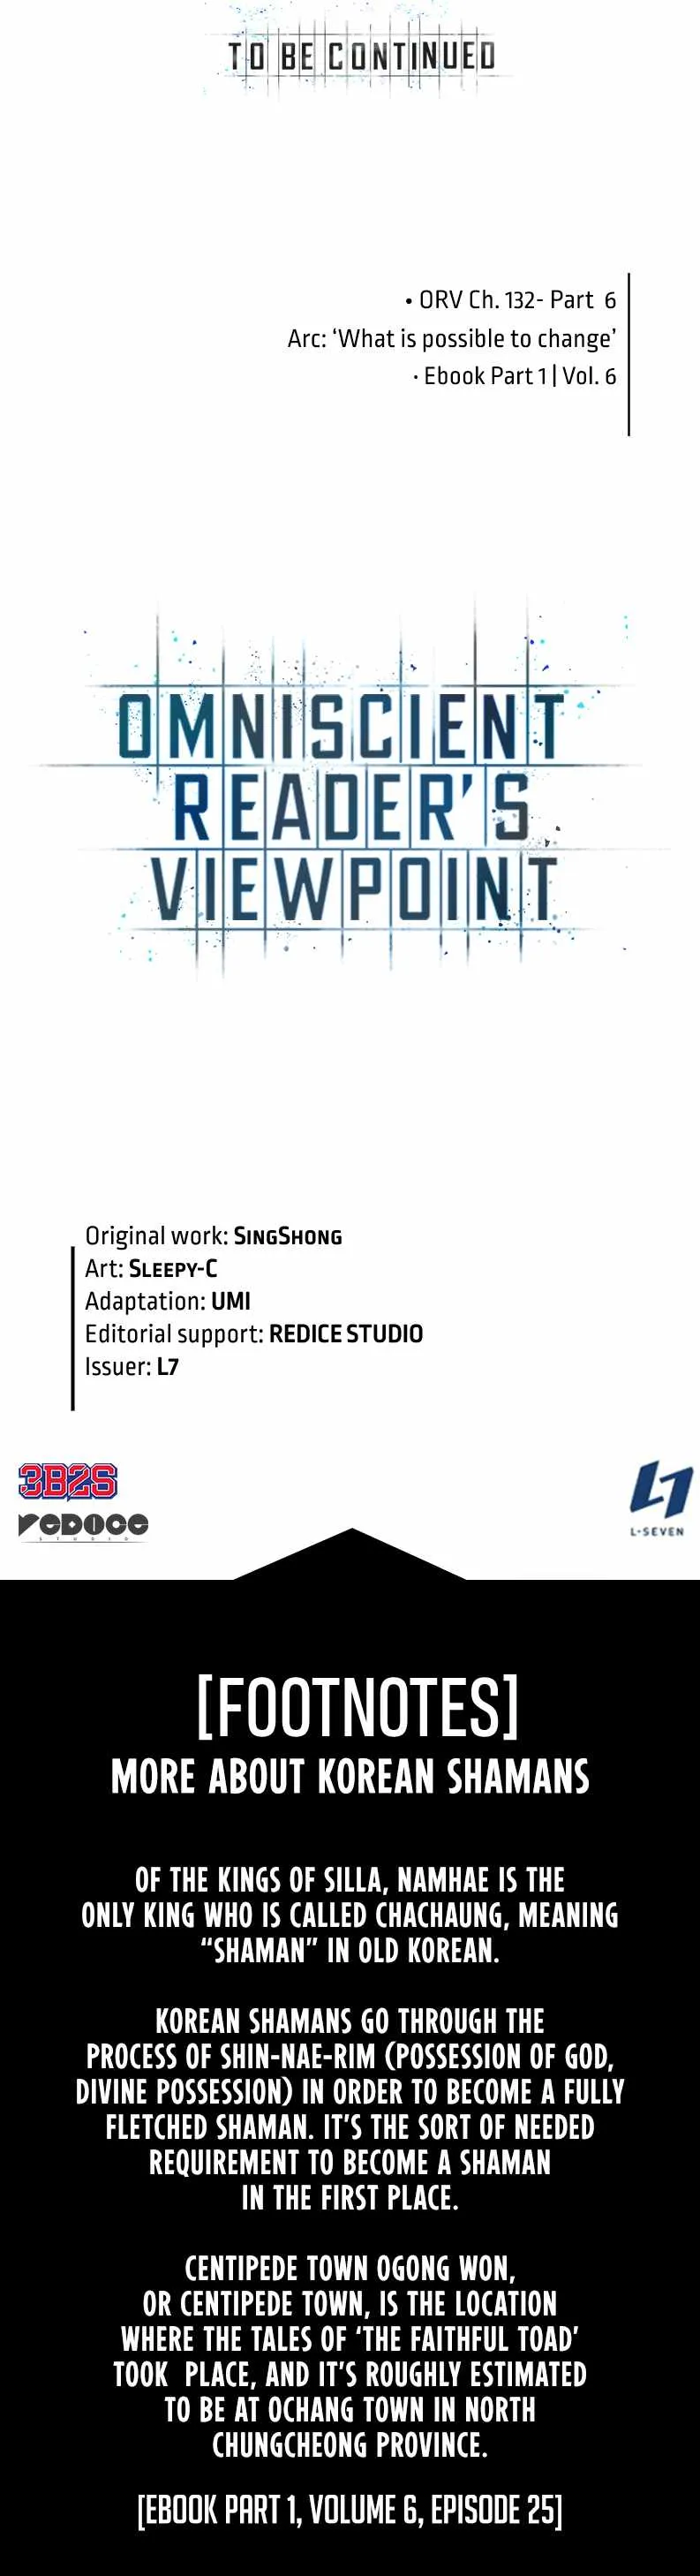 TO BE CONTINUED
• ORV Ch. 132- Part 6
Arc: ‘What is possible to change’
· Ebook Part 1 | Vol. 6
OMNISCIENT
READER'S
VIEWPOINT
Original work: SINGSHONG
Art: SLEEPY-C
Adaptation: UMI
Editorial support: REDICE STUDIO
Issuer: L7
3B2S
REDICE
STUDIO
L7
L-SEVEN
[FOOTNOTES]
MORE ABOUT KOREAN SHAMANS
OF THE KINGS OF SILLA, NAMHAE IS THE
ONLY KING WHO IS CALLED CHACHAUNG, MEANING
“SHAMAN” IN OLD KOREAN.
KOREAN SHAMANS GO THROUGH THE
PROCESS OF SHIN-NAE-RIM (POSSESSION OF GOD,
DIVINE POSSESSION) IN ORDER TO BECOME A FULLY
FLETCHED SHAMAN. IT'S THE SORT OF NEEDED
REQUIREMENT TO BECOME A SHAMAN
IN THE FIRST PLACE.
CENTIPEDE TOWN OGONG WON,
OR CENTIPEDE TOWN, IS THE LOCATION
WHERE THE TALES OF ‘THE FAITHFUL TOAD’
TOOK PLACE, AND IT'S ROUGHLY ESTIMATED
TO BE AT OCHANG TOWN IN NORTH
CHUNGCHEONG PROVINCE.
[EBOOK PART 1, VOLUME 6, EPISODE 25]